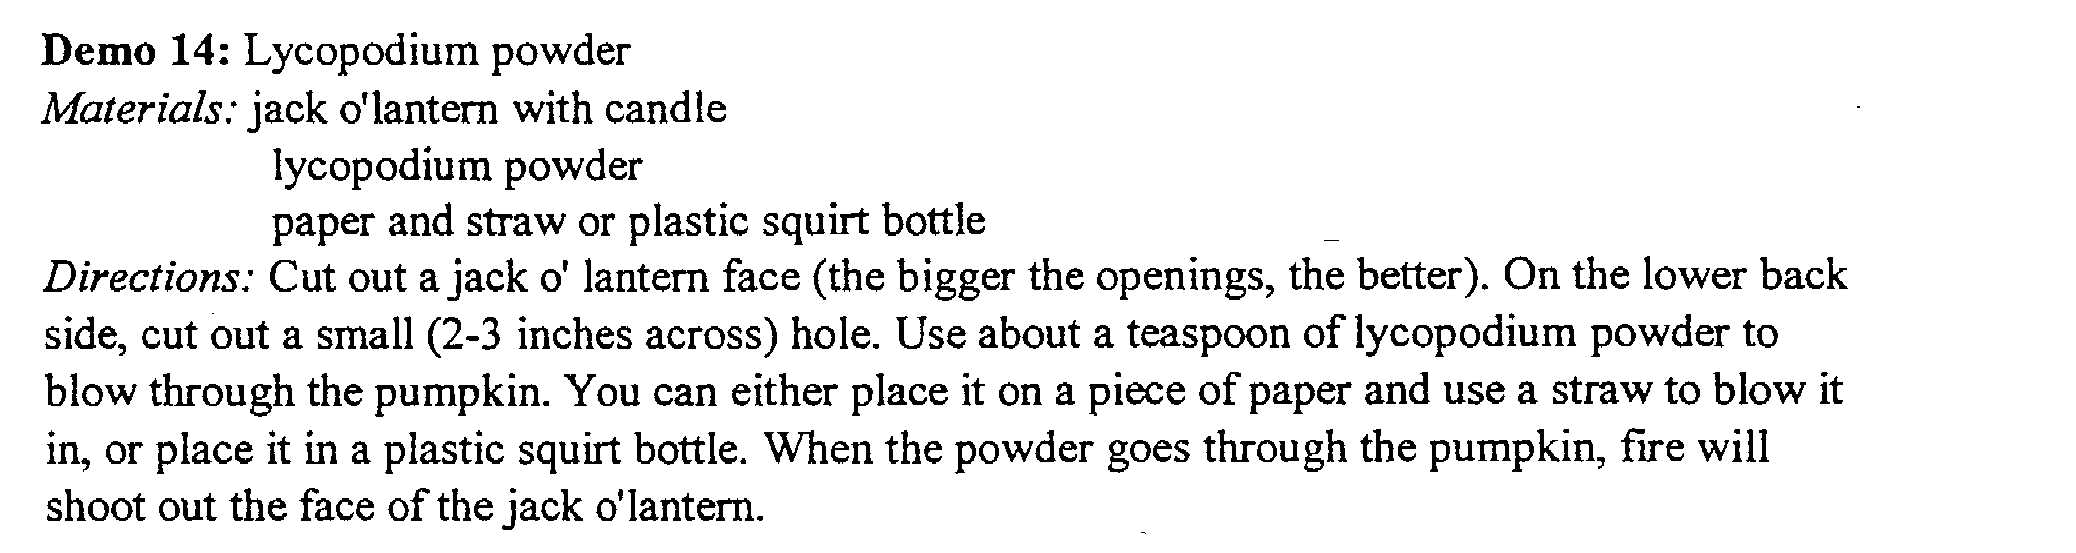 Demo 14: Lycopodium powder
Materials: jack o'lantern with candle
lycopodium powder
paper and straw or plastic squirt bottle
Directions: Cut out a jack o' lantern face (the bigger the openings, the better). On the lower back
side, cut out a small (2-3 inches across) hole. Use about a teaspoon of lycopodium powder to
blow through the pumpkin. You can either place it on a piece of paper and use a straw to blow it
in, or place it in a plastic squirt bottle. When the powder goes through the pumpkin, fire will
shoot out the face of the jack o'lantern.